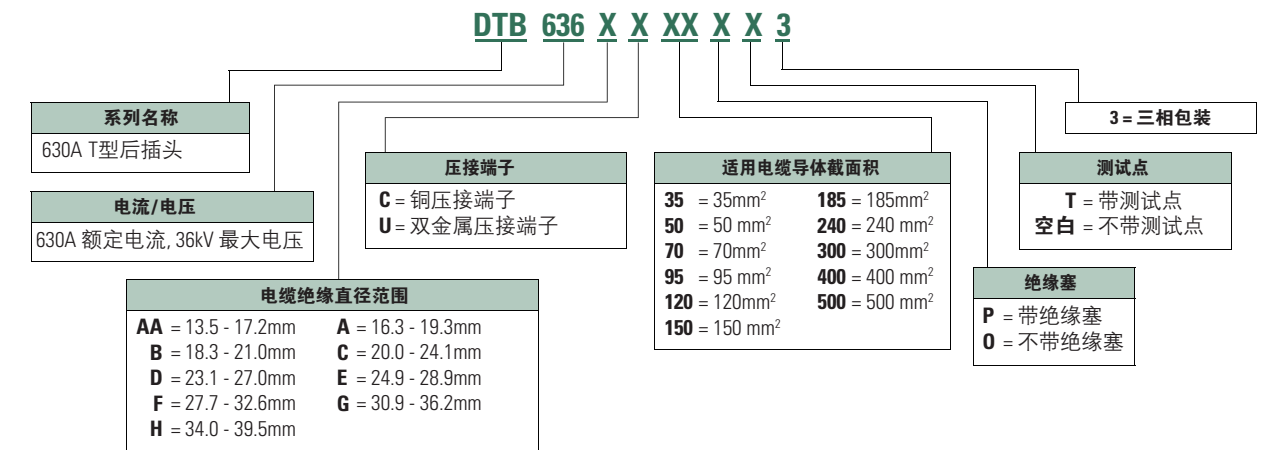 DTB 636 X X XX X X 3
系列名称
630A T型后插头
电流/电压
630A 额定电流, 36kV 最大电压
电缆绝缘直径范围
AA = 13.5 - 17.2mm A = 16.3 - 19.3mm
B = 18.3 - 21.0mm C = 20.0 - 24.1mm
D = 23.1 - 27.0mm E = 24.9 - 28.9mm
F = 27.7 - 32.6mm G = 30.9 - 36.2mm
H = 34.0 - 39.5mm
压接端子
C = 铜压接端子
U = 双金属压接端子
适用电缆导体截面积
35 = 35mm² 185 = 185mm²
50 = 50 mm² 240 = 240 mm²
70 = 70mm² 300 = 300mm²
95 = 95 mm² 400 = 400 mm²
120 = 120mm² 500 = 500 mm²
150 = 150 mm²
绝缘塞
P = 带绝缘塞
O = 不带绝缘塞
测试点
T = 带测试点
空白 = 不带测试点
3 = 三相包装